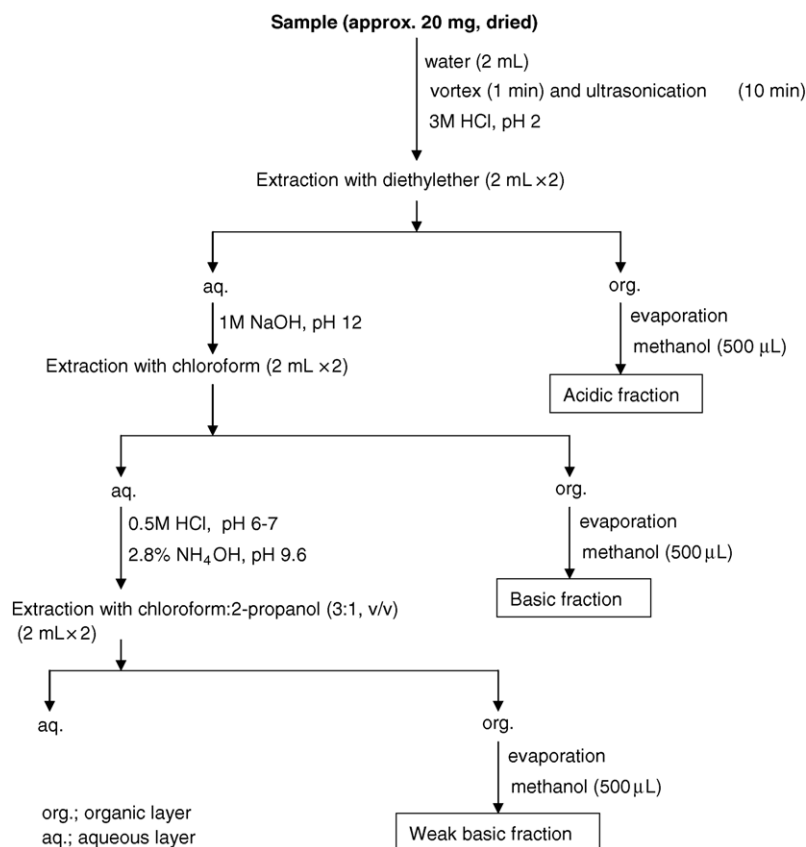 Sample (approx. 20 mg, dried)
water (2 mL)
vortex (1 min) and ultrasonication (10 min)
3M HCl, pH 2
Extraction with diethylether (2 mL ×2)
aq.
org.
1M NaOH, pH 12
evaporation
methanol (500 μL)
Extraction with chloroform (2 mL ×2)
Acidic fraction
aq.
org.
0.5M HCl, pH 6-7
2.8% NH₄OH, pH 9.6
evaporation
methanol (500 μL)
Extraction with chloroform:2-propanol (3:1, v/v)
(2 mL×2)
Basic fraction
aq.
org.
evaporation
methanol (500 μL)
org.; organic layer
aq.; aqueous layer
Weak basic fraction